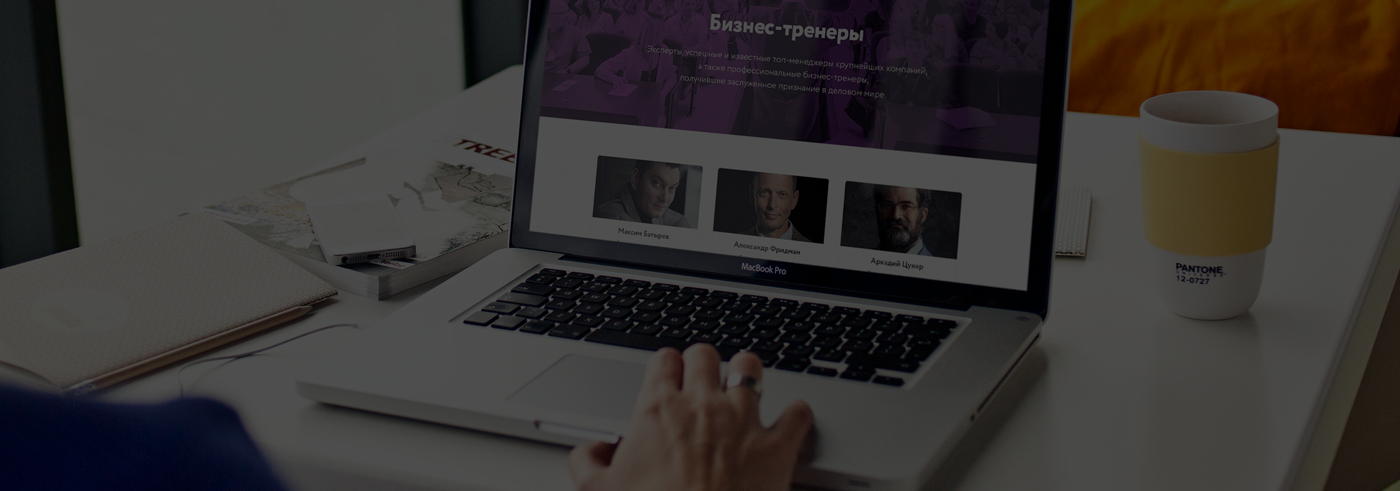 Бизнес-тренеры
Эксперты, успешные и известные топ-менеджеры крупнейших компаний,
а также профессиональные бизнес-тренеры,
получившие заслуженное признание в деловом мире.
TREE
Максим Батырев
Александр Фридман
Аркадий Цукер
MacBook Pro
PANTONE
UNIVERSE
12-0727